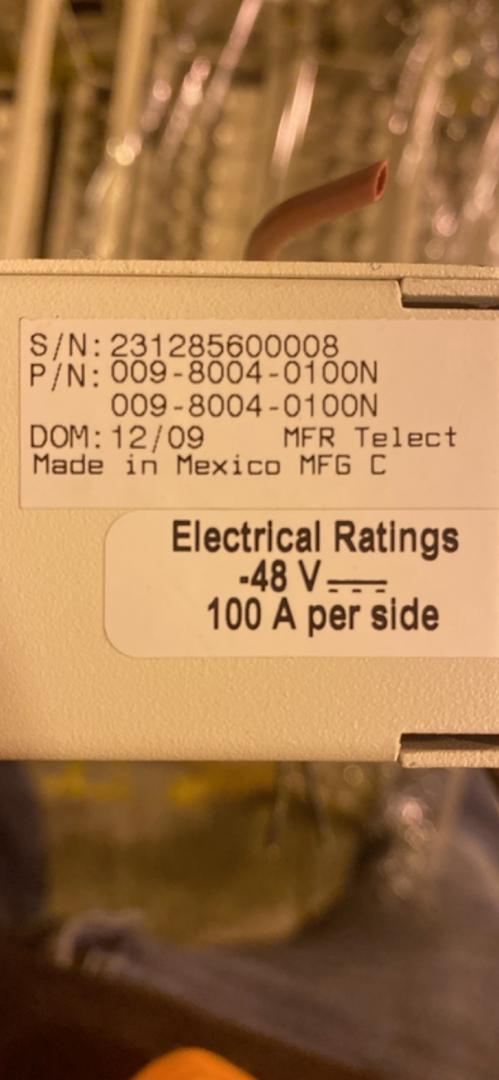 S/N: 231285600008
P/N: 009-8004-0100N
009-8004-0100N
DOM: 12/09 MFR Telect
Made in Mexico MFG C
Electrical Ratings
-48 V ⎓
100 A per side